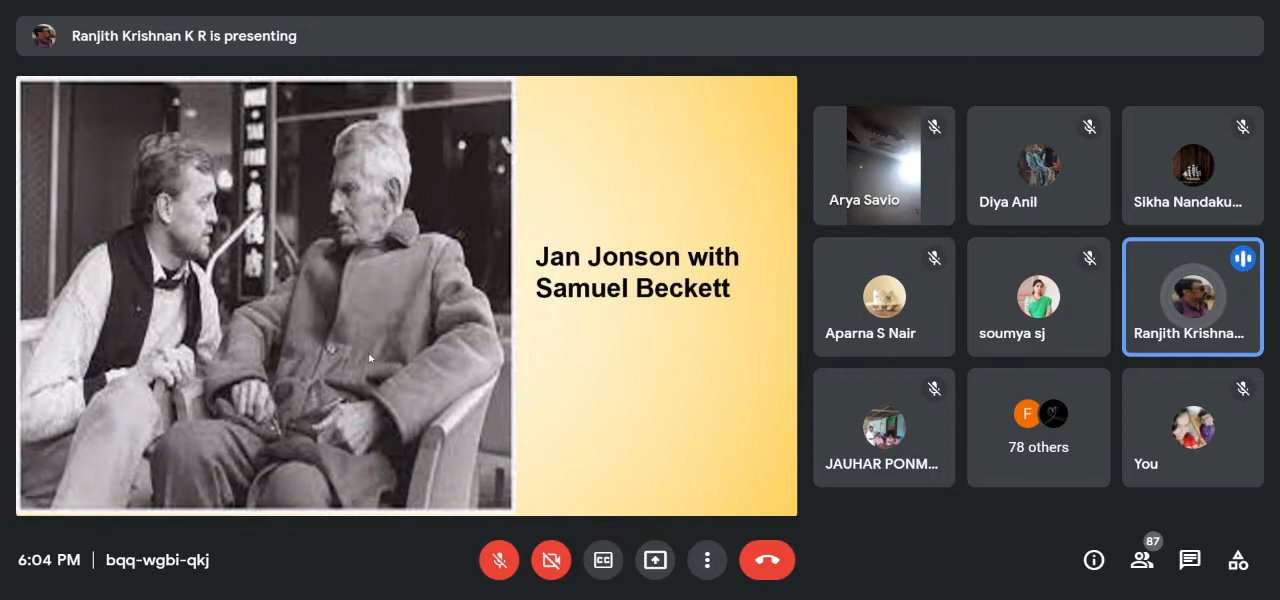 Ranjith Krishnan K R is presenting
Jan Jonson with
Samuel Beckett
Arya Savio
Diya Anil
Sikha Nandaku...
Aparna S Nair
soumya sj
Ranjith Krishna...
JAUHAR PONM...
F
78 others
You
6:04 PM | bqq-wgbi-qkj
CC
87